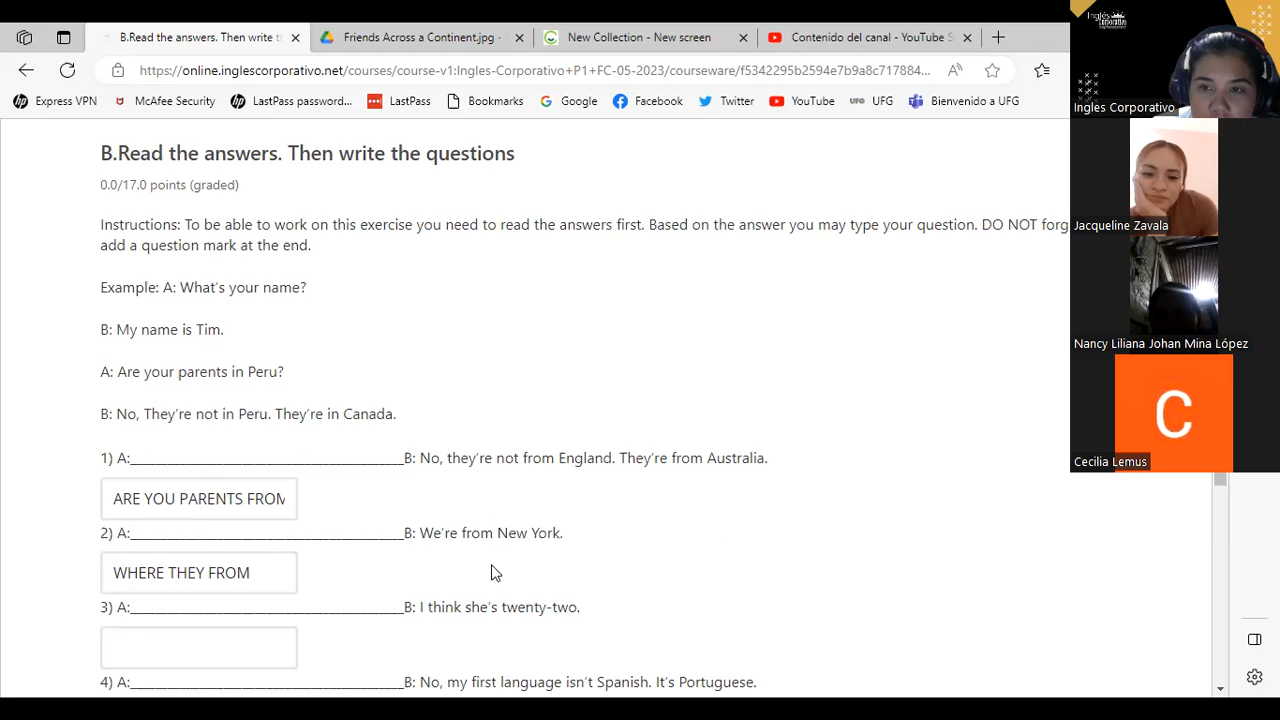 B.Read the answers. Then write t
Friends Across a Continent.jpg -
New Collection - New screen
Contenido del canal - YouTube S
https://online.inglescorporativo.net/courses/course-v1:Ingles-Corporativo+P1+FC-05-2023/courseware/f5342295b2594e7b9a8c717884...
Express VPN
McAfee Security
LastPass password...
LastPass
Bookmarks
Google
Facebook
Twitter
YouTube
UFG
Bienvenido a UFG
B.Read the answers. Then write the questions
0.0/17.0 points (graded)
Instructions: To be able to work on this exercise you need to read the answers first. Based on the answer you may type your question. DO NOT forg
add a question mark at the end.
Example: A: What's your name?
B: My name is Tim.
A: Are your parents in Peru?
B: No, They're not in Peru. They're in Canada.
1) A:_______________________________________B: No, they're not from England. They're from Australia.
ARE YOU PARENTS FROM
2) A:_______________________________________B: We're from New York.
WHERE THEY FROM
3) A:_______________________________________B: I think she's twenty-two.
4) A:_______________________________________B: No, my first language isn't Spanish. It's Portuguese.
Inglés
Corporativo
Ingles Corporativo
Jacqueline Zavala
Nancy Liliana Johan Mina López
C
Cecilia Lemus